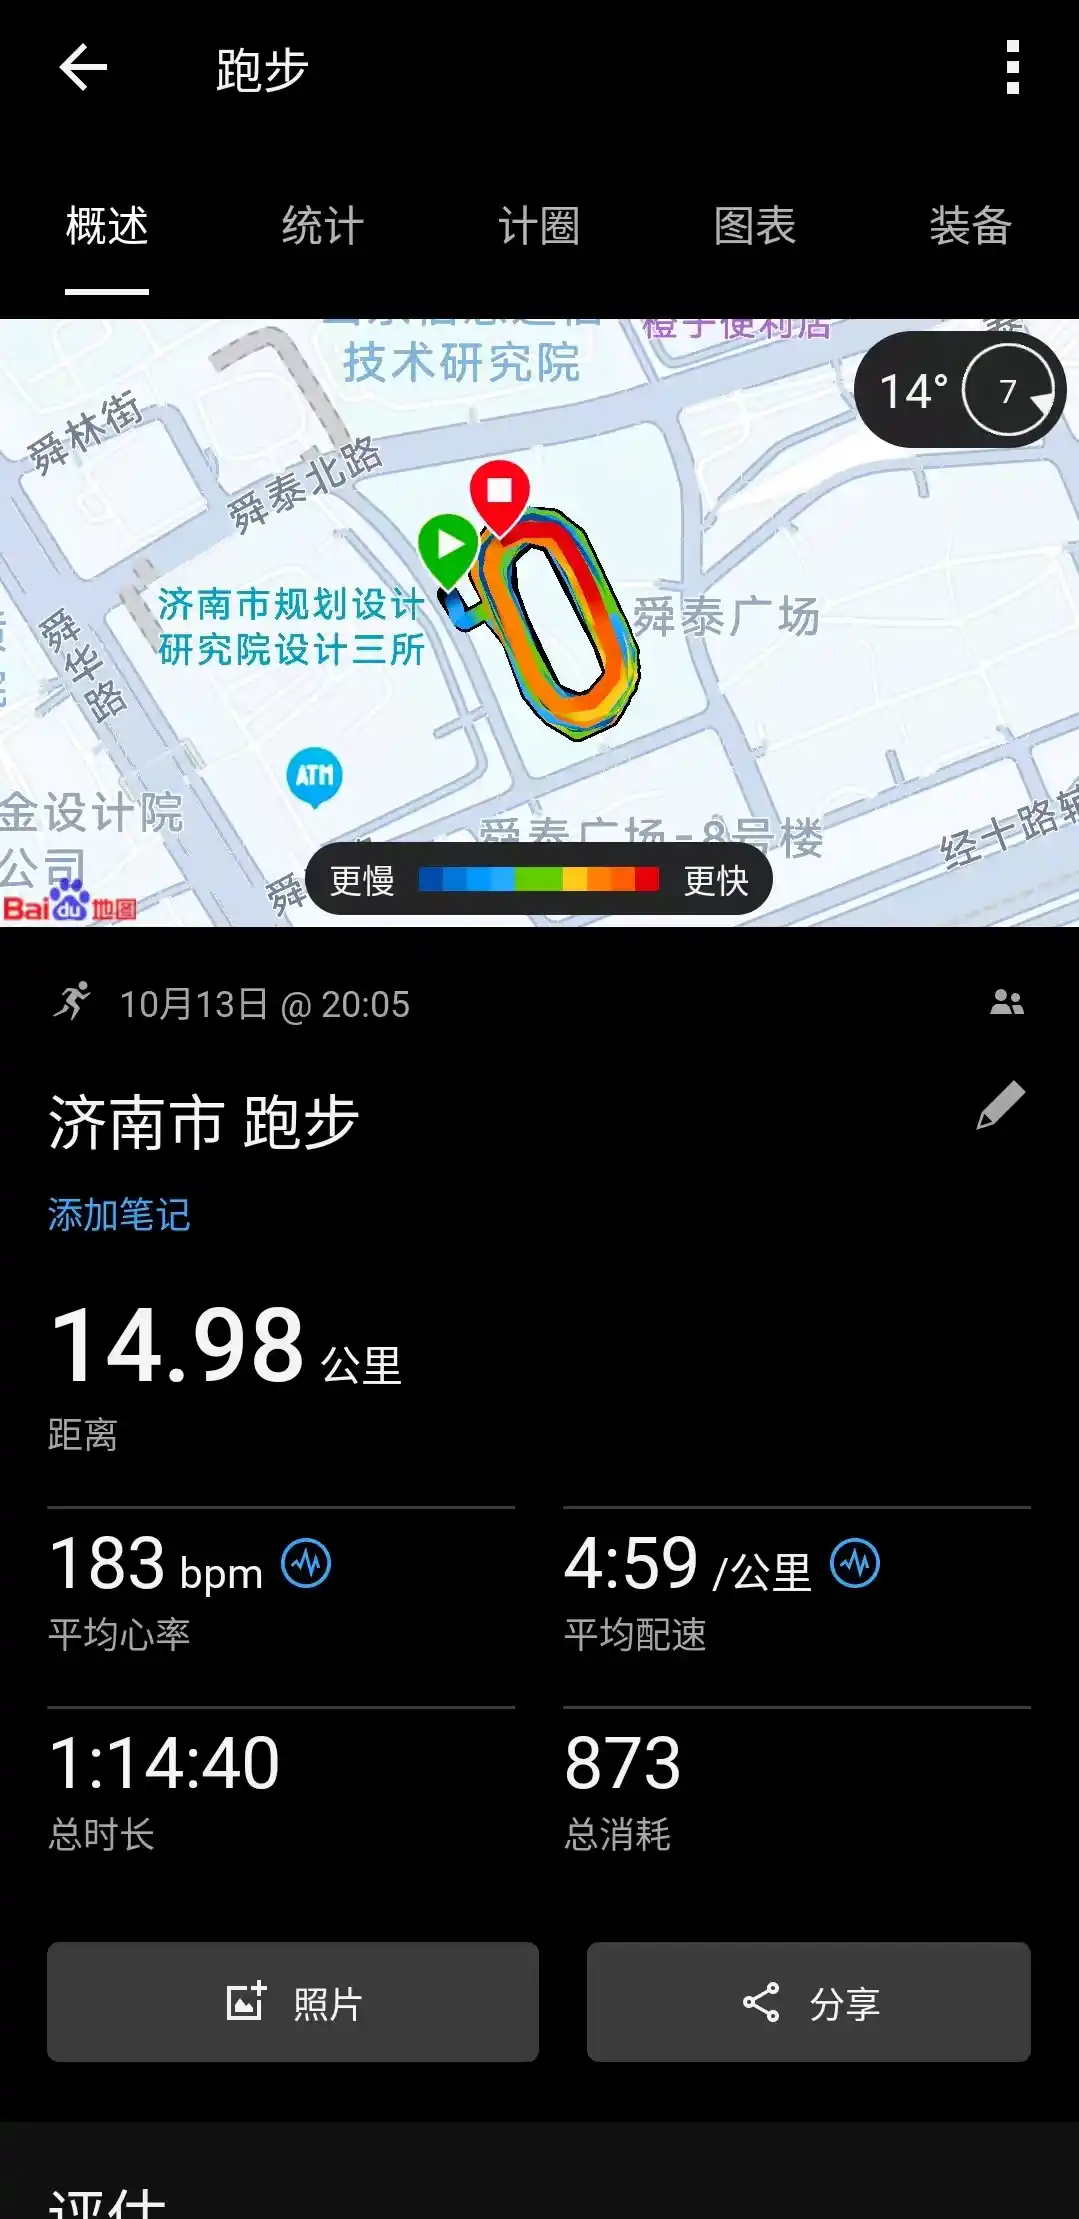 跑步
概述 统计 计圈 图表 装备
技术研究院
橙子便利店
14° 7
舜林街
舜泰北路
济南市规划设计
研究院设计三所
舜泰广场
舜华路
ATM
金设计院
公司
舜泰广场-8号楼
经十路辅
舜
更慢 更快
Bai du 地图
10月13日 @ 20:05
济南市 跑步
添加笔记
14.98 公里
距离
183 bpm
平均心率
4:59 /公里
平均配速
1:14:40
总时长
873
总消耗
照片
分享
评估